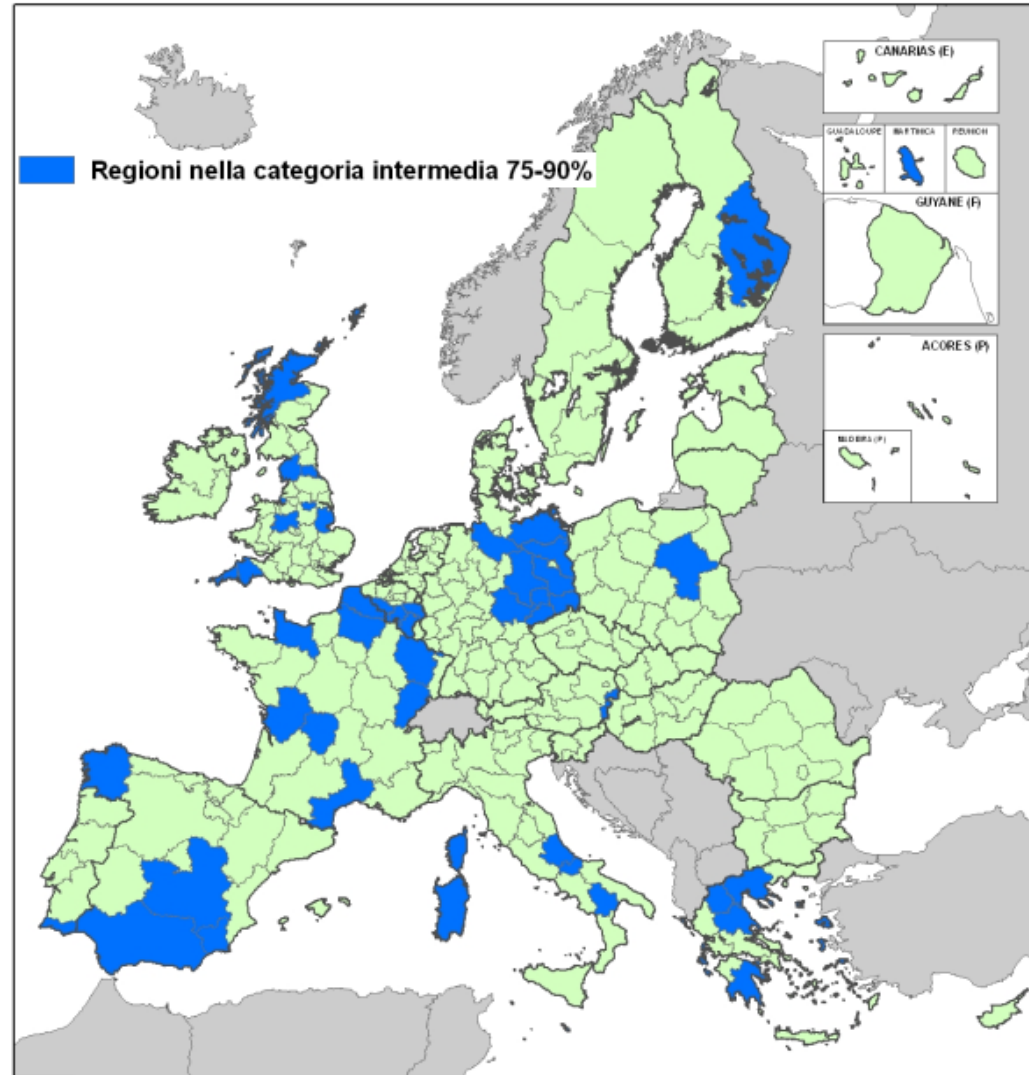 CANARIAS (E)
GUADALOUPE
MARTINICA
REUNION
Regioni nella categoria intermedia 75-90%
GUYANE (F)
ACORES (P)
MADEIRA (P)